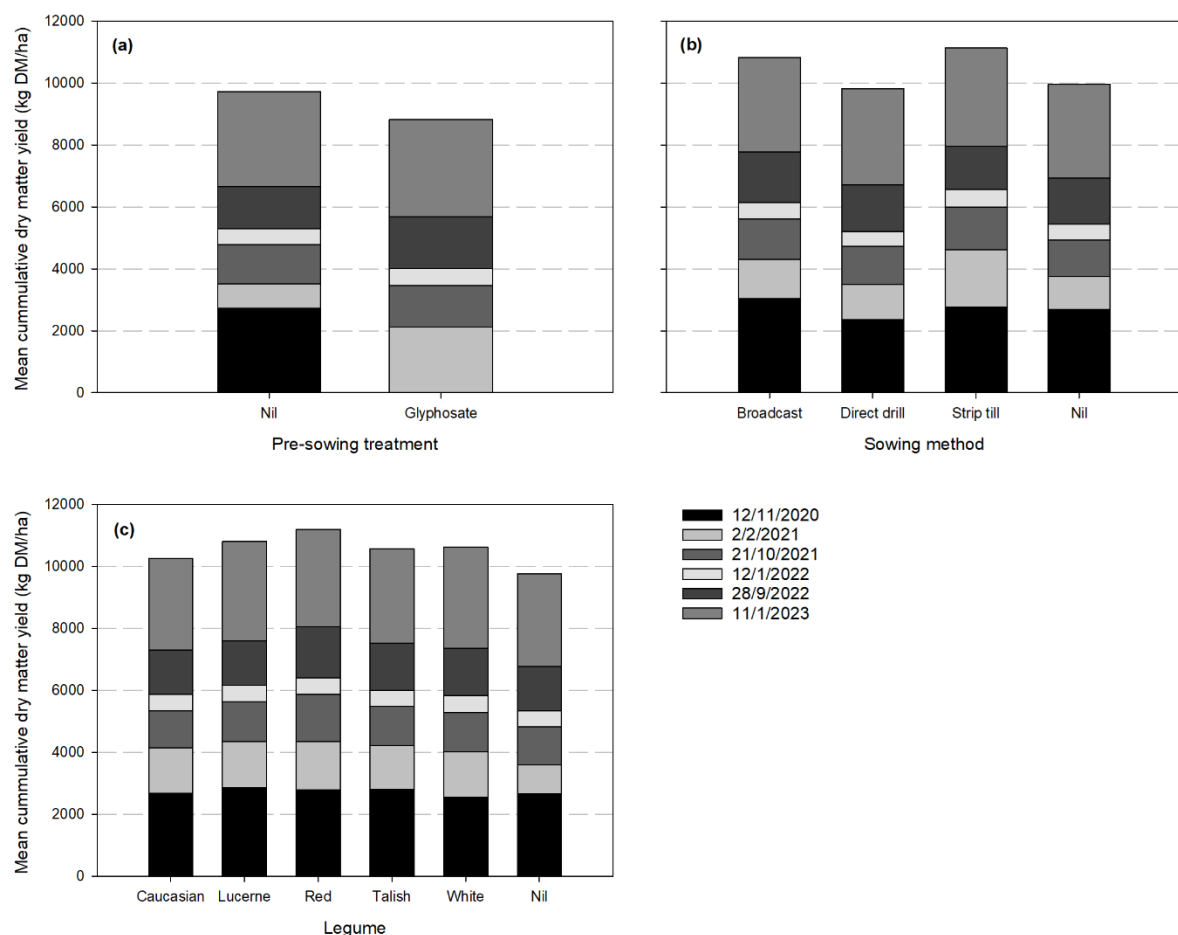 Mean cummulative dry matter yield (kg DM/ha)
12000
10000
8000
6000
4000
2000
0
(a)
Nil
Glyphosate
Pre-sowing treatment
(b)
Broadcast
Direct drill
Strip till
Nil
Sowing method
Mean cummulative dry matter yield (kg DM/ha)
12000
10000
8000
6000
4000
2000
0
(c)
Caucasian
Lucerne
Red
Talish
White
Nil
Legume
12/11/2020
2/2/2021
21/10/2021
12/1/2022
28/9/2022
11/1/2023